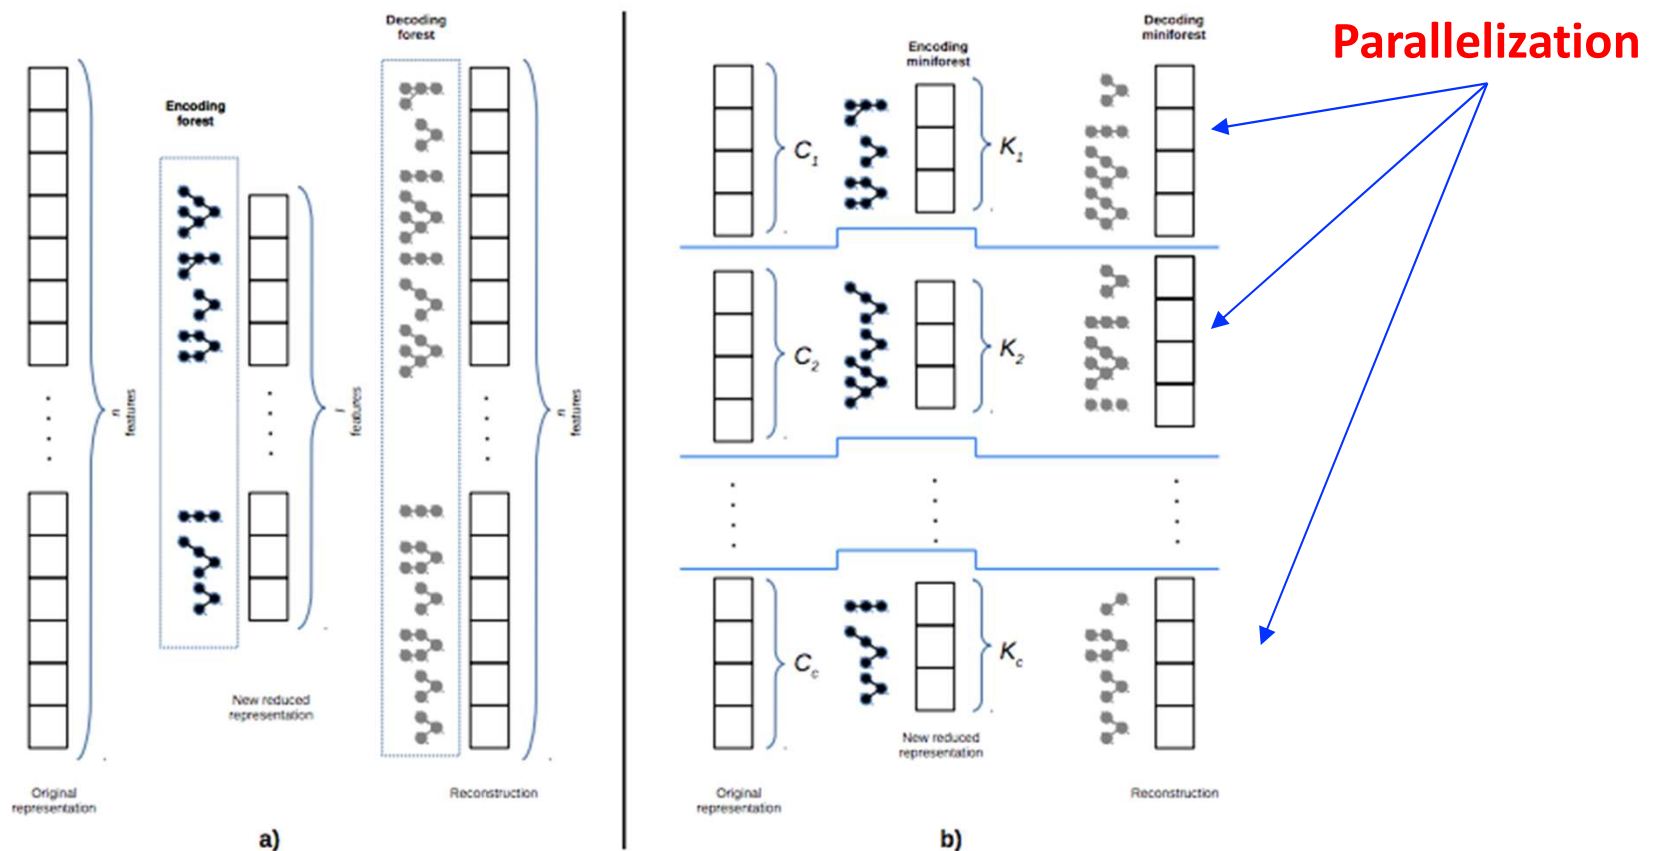 Decoding
forest
Encoding
forest
n
features
l
features
n
features
New reduced
representation
Original
representation
Reconstruction
a)
Decoding
miniforest
Encoding
miniforest
Parallelization
C1
K1
C2
K2
Cc
Kc
New reduced
representation
Original
representation
Reconstruction
b)